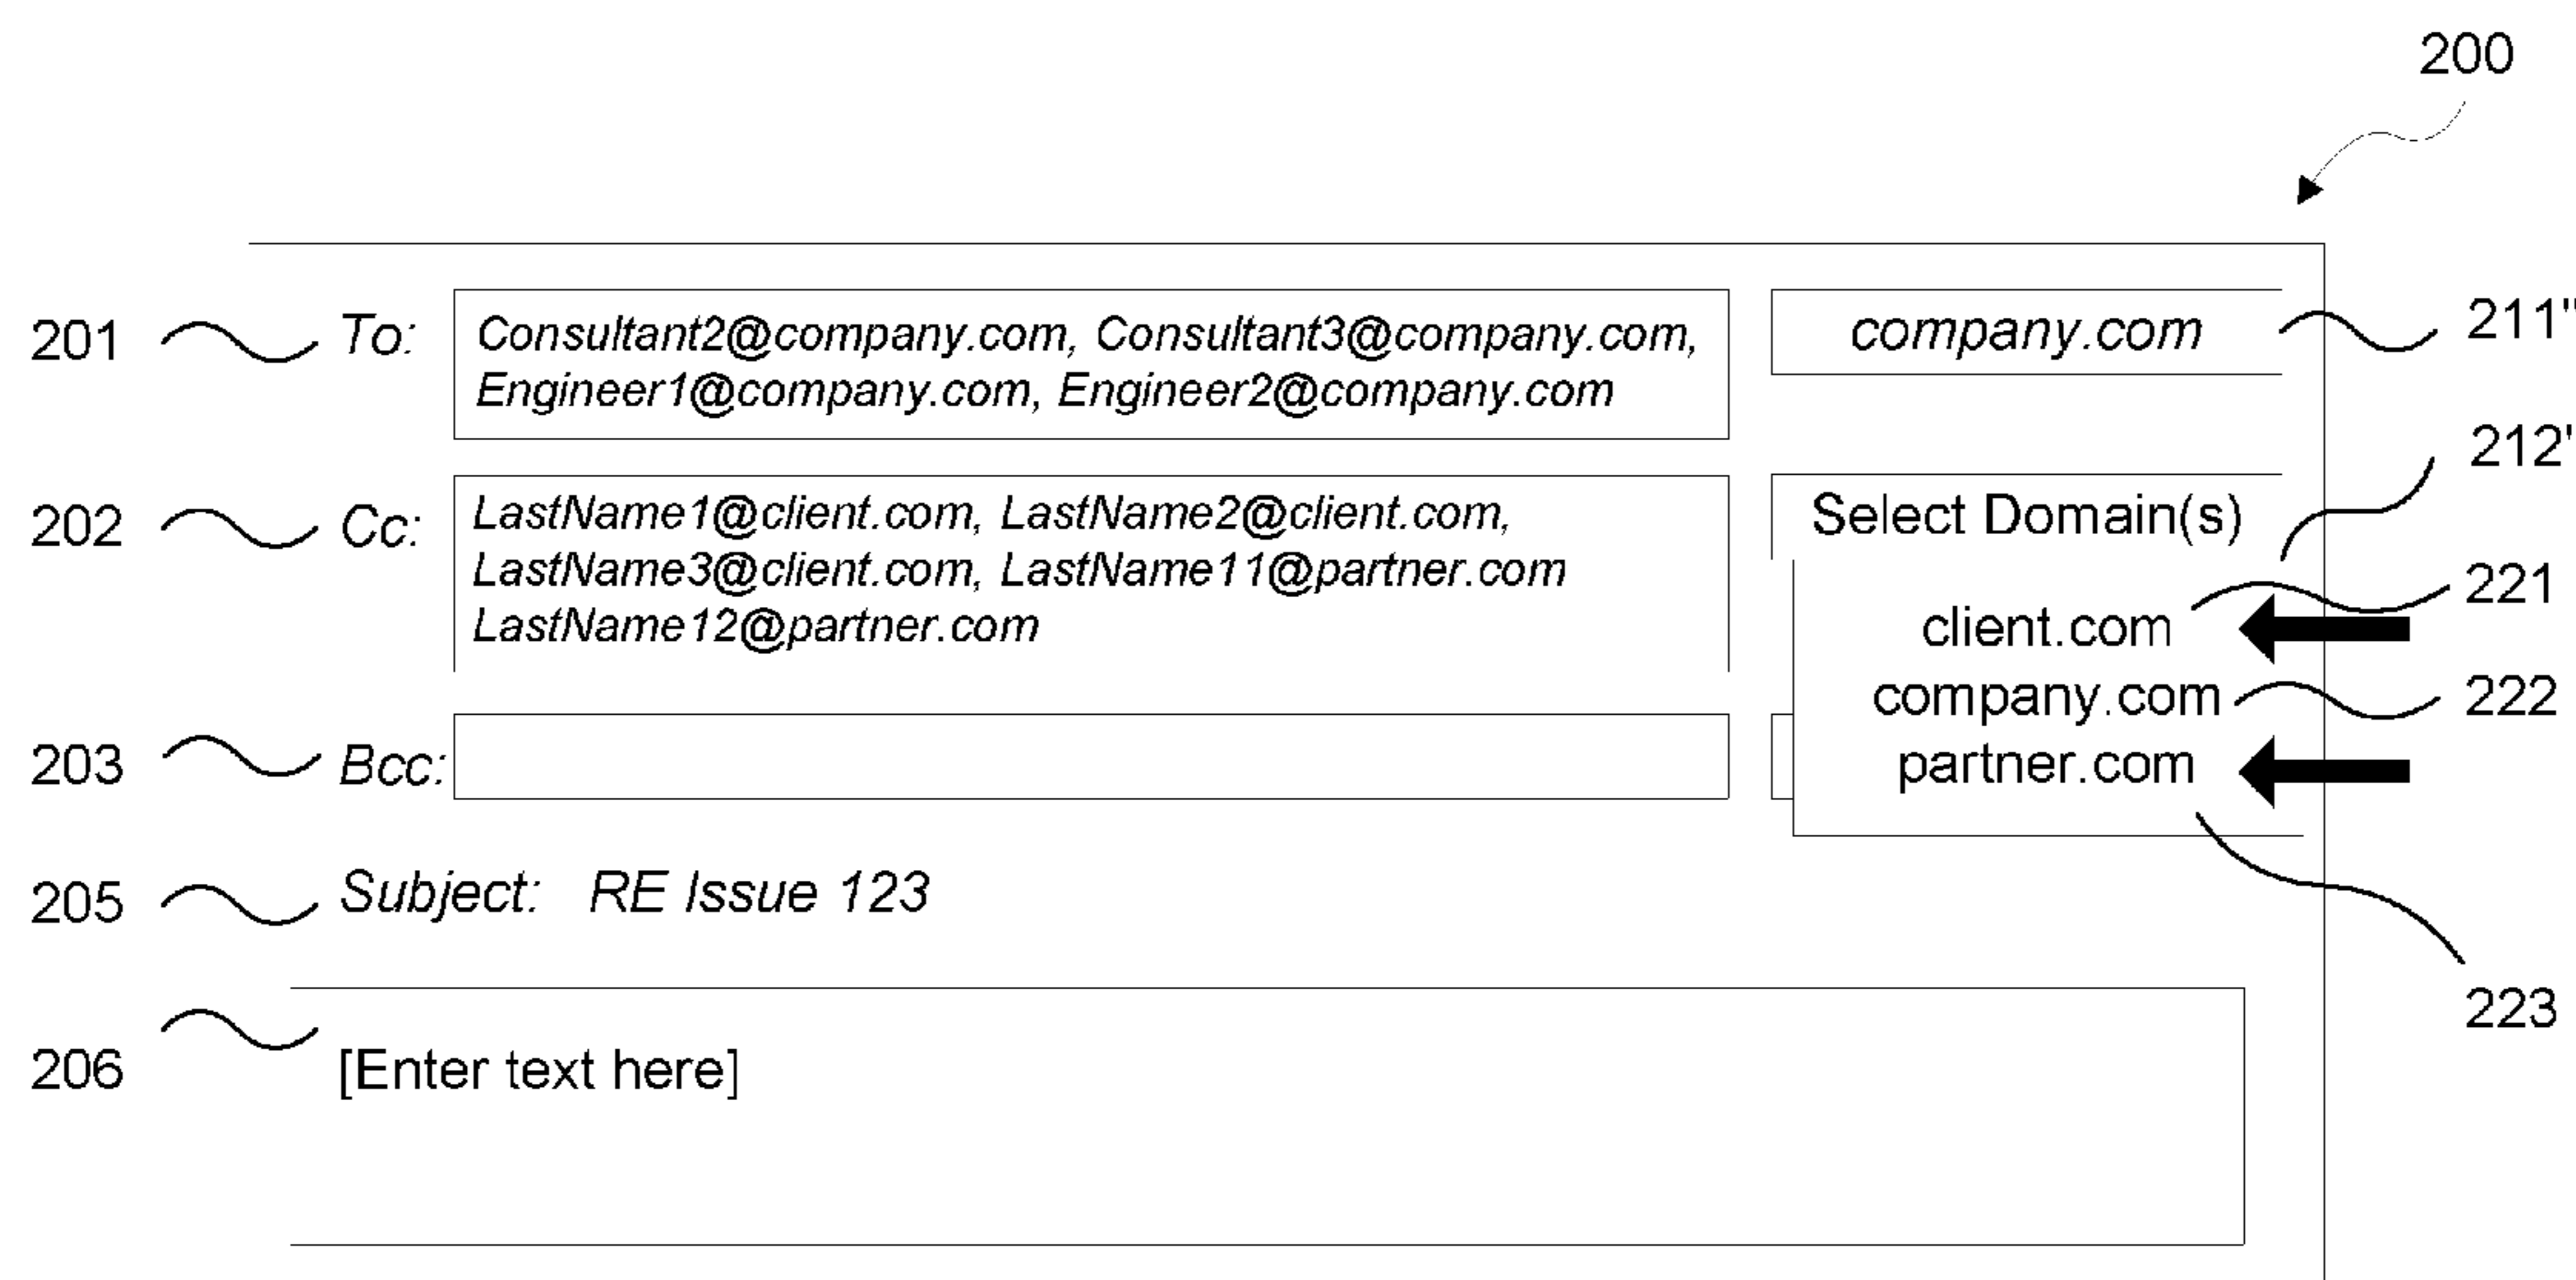 200
201 To: Consultant2@company.com, Consultant3@company.com, company.com 211"
Engineer1@company.com, Engineer2@company.com
212'
202 Cc: LastName1@client.com, LastName2@client.com, Select Domain(s)
LastName3@client.com, LastName11@partner.com 221
LastName12@partner.com client.com
company.com 222
203 Bcc: partner.com
205 Subject: RE Issue 123
223
206 [Enter text here]